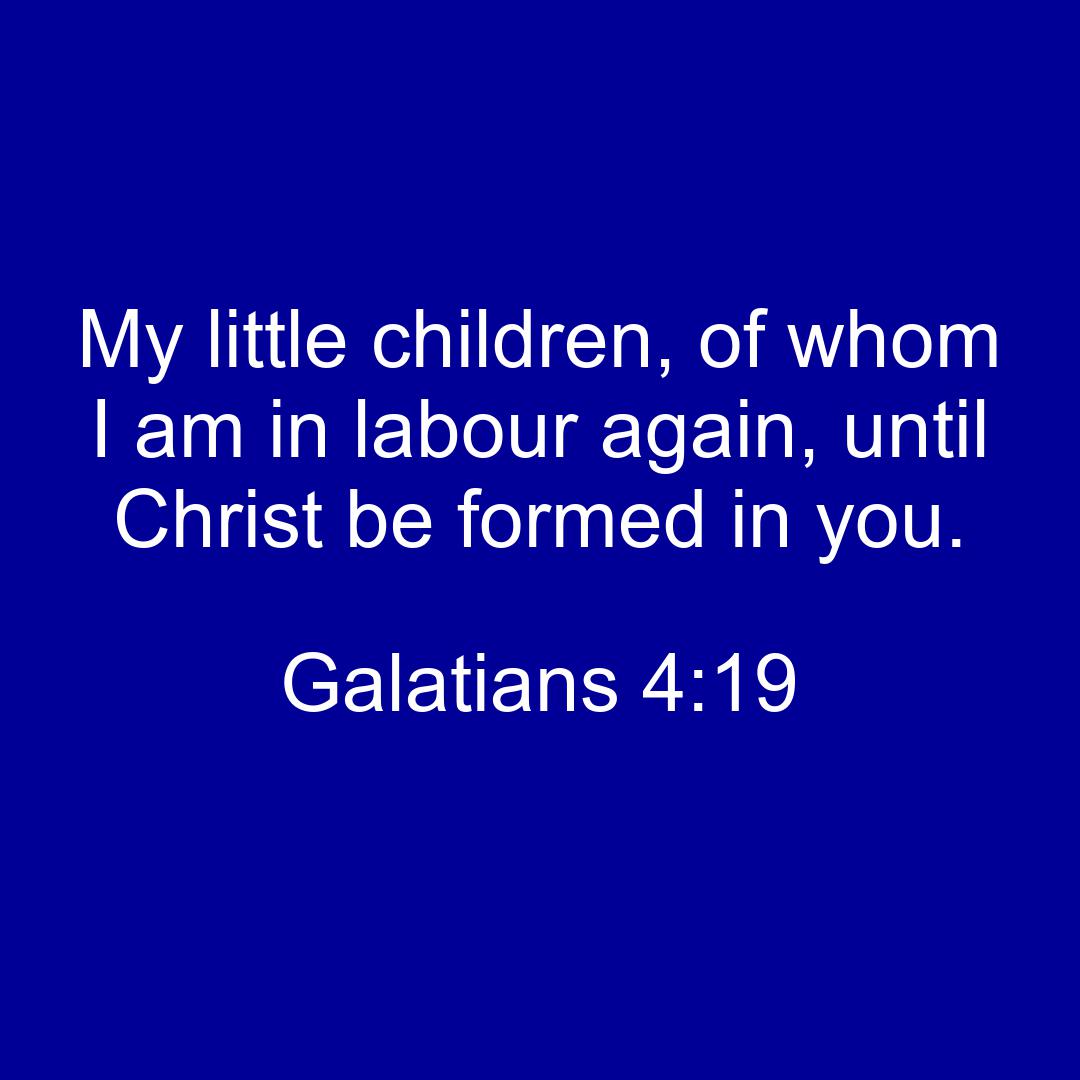 My little children, of whom
I am in labour again, until
Christ be formed in you.
Galatians 4:19